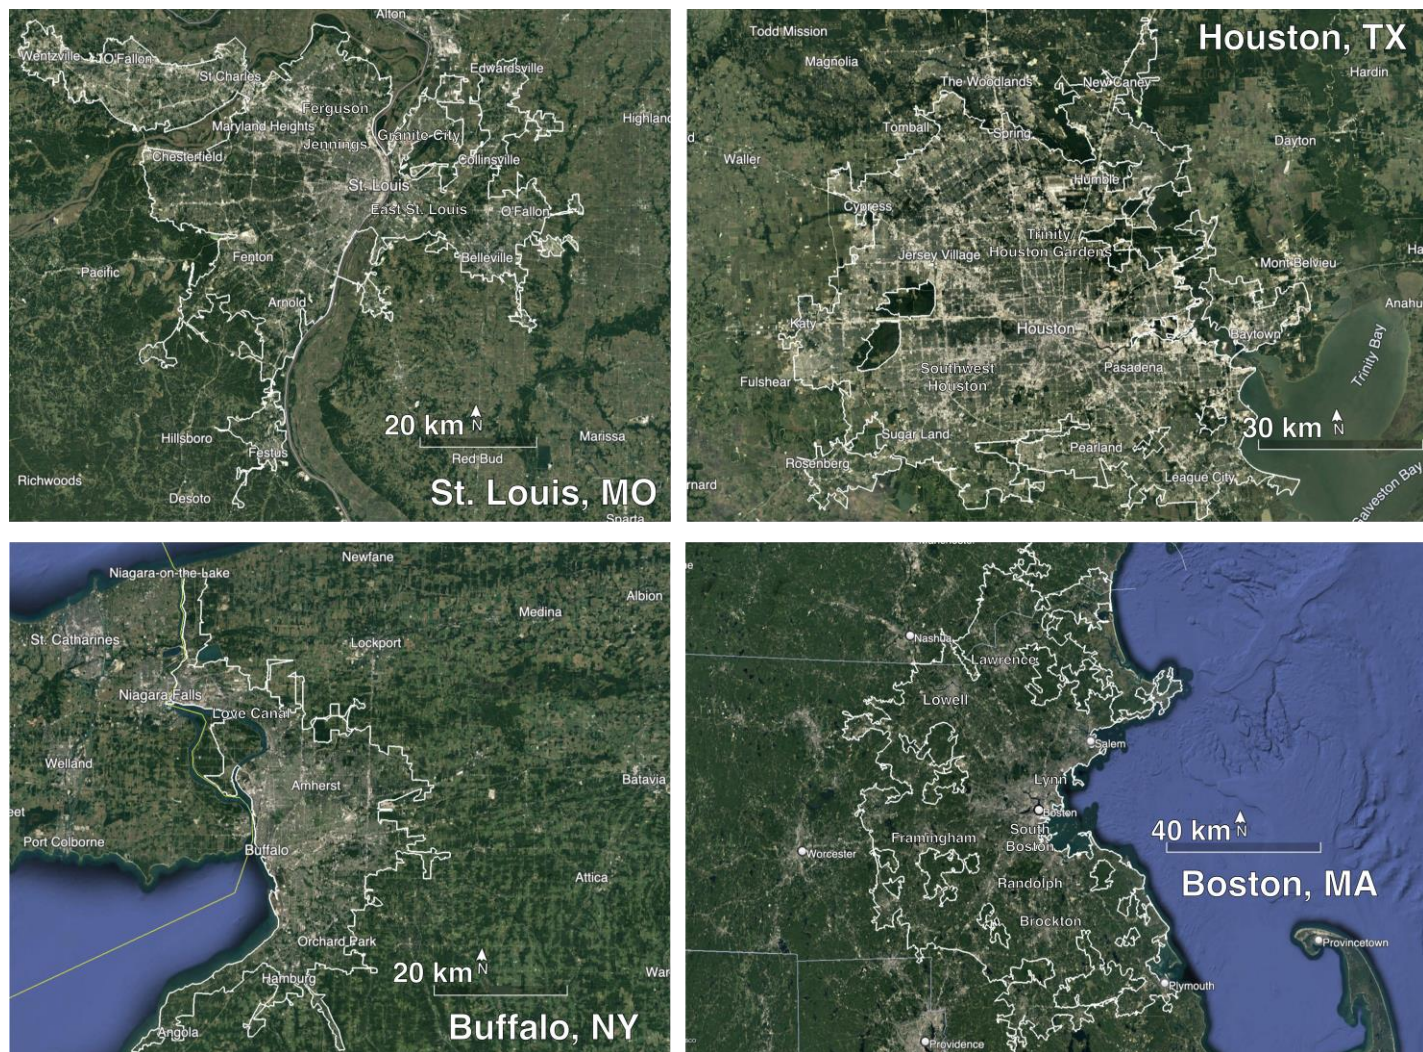 Alton
Wentzville
O'Fallon
St Charles
Edwardsville
Ferguson
Highland
Maryland Heights
Granite City
Jennings
Chesterfield
Collinsville
St. Louis
East St. Louis
O'Fallon
Fenton
Belleville
Pacific
Arnold
20 km
N
Hillsboro
Marissa
Festus
Red Bud
Richwoods
Desoto
St. Louis, MO
Sparta
Todd Mission
Houston, TX
Magnolia
Hardin
The Woodlands
New Caney
Tomball
Spring
Dayton
Waller
Humble
Cypress
Trinity/
Houston Gardens
Jersey Village
Mont Belvieu
Anahu
Katy
Houston
Baytown
Trinity Bay
Southwest
Houston
Pasadena
Fulshear
30 km
N
Sugar Land
Pearland
Rosenberg
League City
rnard
Galveston Bay
Newfane
Niagara-on-the-Lake
Albion
Medina
St. Catharines
Lockport
Niagara Falls
Love Canal
Welland
Amherst
Batavia
eet
Port Colborne
Buffalo
Attica
Orchard Park
20 km
N
Hamburg
War
Angola
Buffalo, NY
Manchester
Nashua
Lawrence
Lowell
Salem
Lynn
Boston
South
Boston
40 km
N
Framingham
Worcester
Randolph
Boston, MA
Brockton
Provincetown
Plymouth
Providence